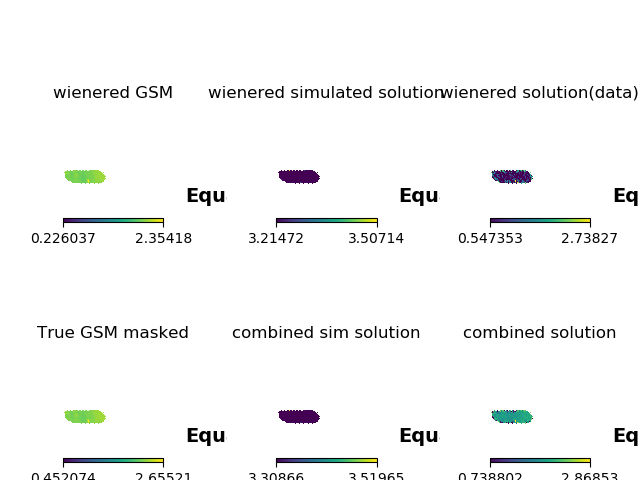 wienered GSM
wienered simulated solution
wienered solution(data)
Equ
Equ
Eq
0.226037 2.35418
3.21472 3.50714
0.547353 2.73827
True GSM masked
combined sim solution
combined solution
Equ
Equ
Eq
0.452074 2.65521
3.30866 3.51965
0.738802 2.86853